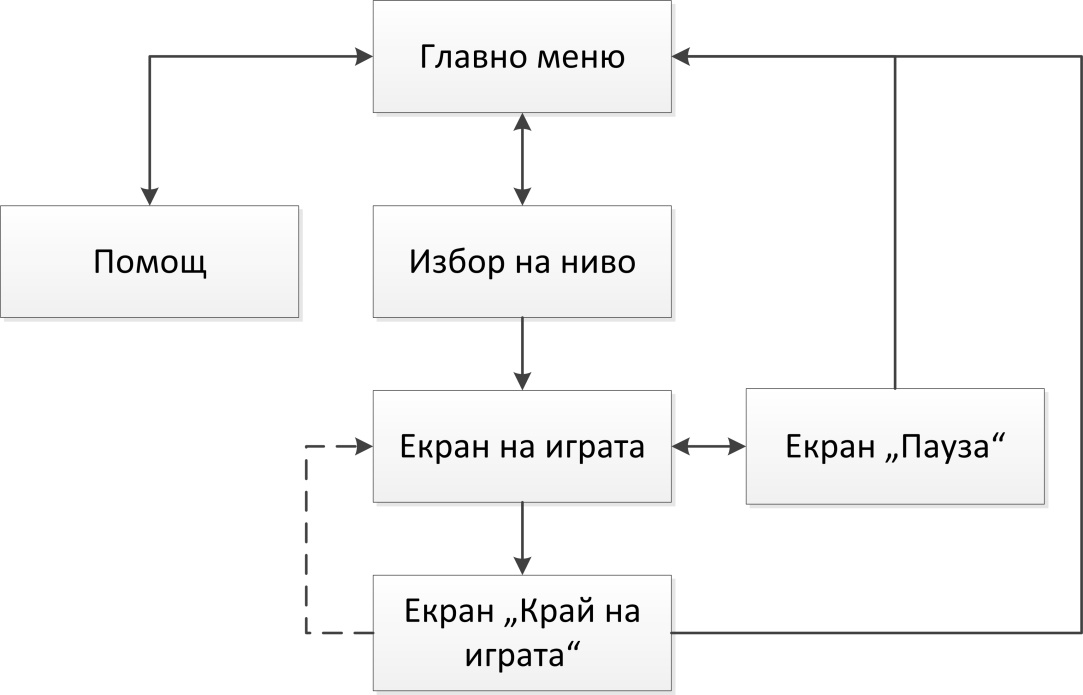 Главно меню
Помощ
Избор на ниво
Екран на играта
Екран „Пауза“
Екран „Край на
играта“